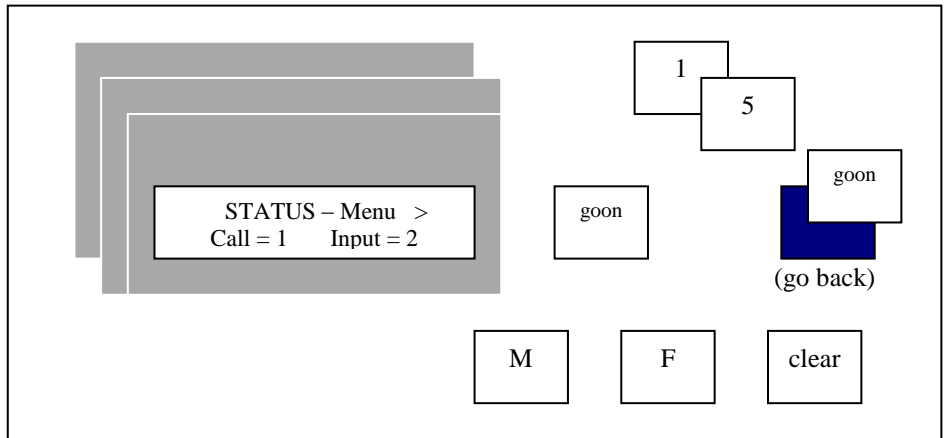 1
5
goon
STATUS – Menu >
Call = 1 Input = 2
goon
(go back)
M
F
clear